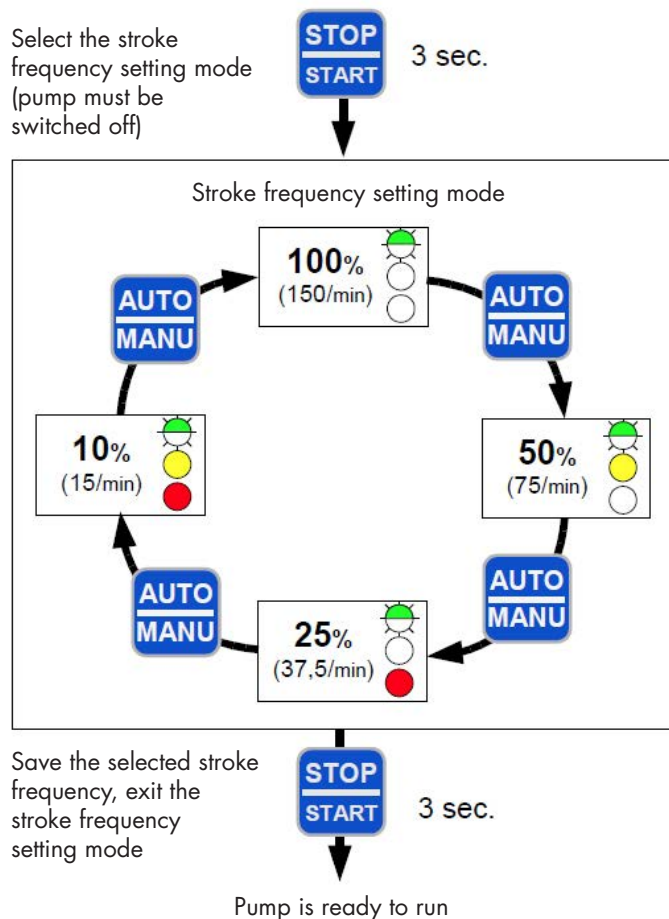 Select the stroke
frequency setting mode
(pump must be
switched off)
STOP
START
3 sec.
Stroke frequency setting mode
100%
(150/min)
AUTO
MANU
AUTO
MANU
10%
(15/min)
50%
(75/min)
AUTO
MANU
AUTO
MANU
25%
(37,5/min)
Save the selected stroke
frequency, exit the
stroke frequency
setting mode
STOP
START
3 sec.
Pump is ready to run